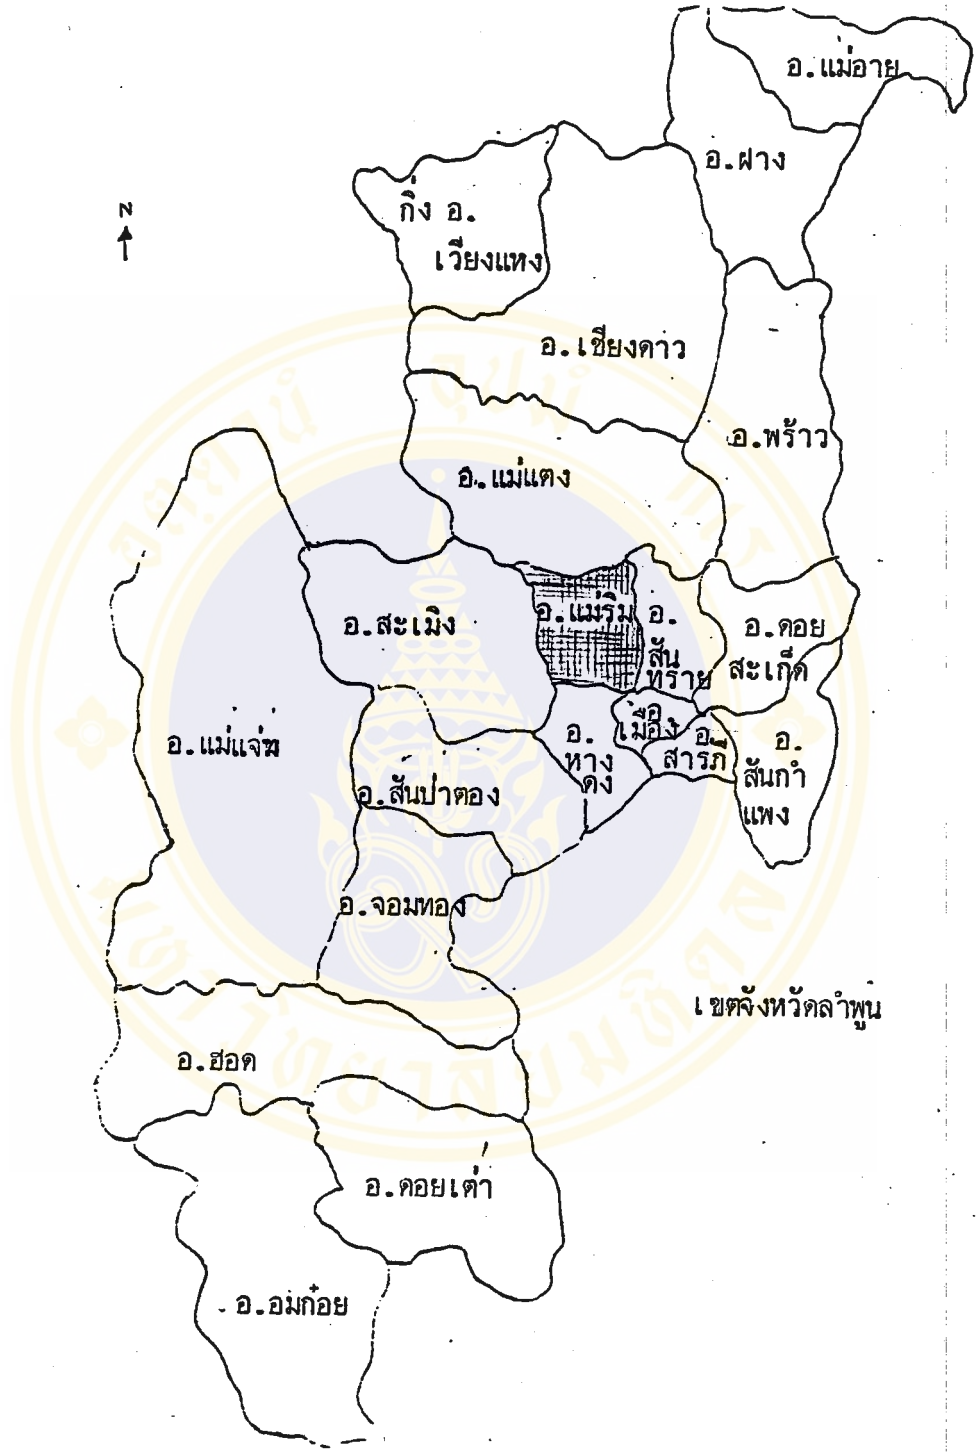 อ.แม่อาย
อ.ฝาง
N
กิ่ง อ.
เวียงแหง
อ.เชียงดาว
อ.พร้าว
อ.แม่แตง
อ.แม่ริม
อ.สะเมิง
อ.
สัน
ทราย
อ.ดอย
สะเก็ด
อ.แม่แจ่ม
อ.
เมือง
อ.
หาง
ดง
อ.
สารภี
อ.
สันกำ
แพง
อ.สันป่าตอง
อ.จอมทอง
เขตจังหวัดลำพูน
อ.ฮอด
อ.ดอยเต่า
อ.อมก๋อย